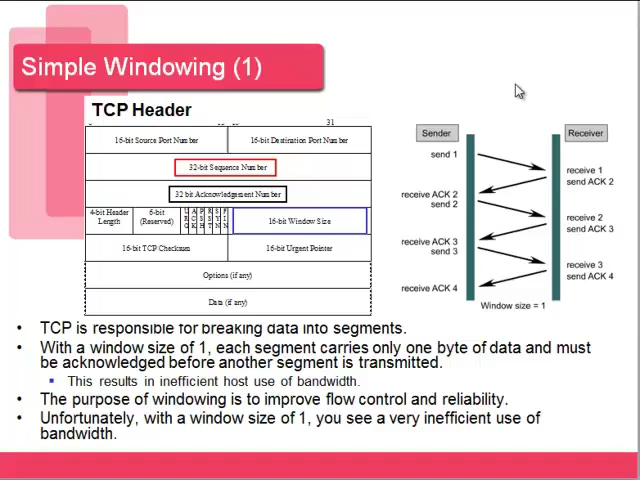 Simple Windowing (1)
TCP Header
31
16-bit Source Port Number
16-bit Destination Port Number
32-bit Sequence Number
32 bit Acknowledgement Number
4-bit Header
Length
6-bit
(Reserved)
URG
ACK
PSH
RST
SYN
FIN
16-bit Window Size
16-bit TCP Checksum
16-bit Urgent Pointer
Options (if any)
Data (if any)
Sender
Receiver
send 1
receive 1
send ACK 2
receive ACK 2
send 2
receive 2
send ACK 3
receive ACK 3
send 3
receive 3
send ACK 4
receive ACK 4
Window size = 1
• TCP is responsible for breaking data into segments.
• With a window size of 1, each segment carries only one byte of data and must
be acknowledged before another segment is transmitted.
▪ This results in inefficient host use of bandwidth.
• The purpose of windowing is to improve flow control and reliability.
• Unfortunately, with a window size of 1, you see a very inefficient use of
bandwidth.